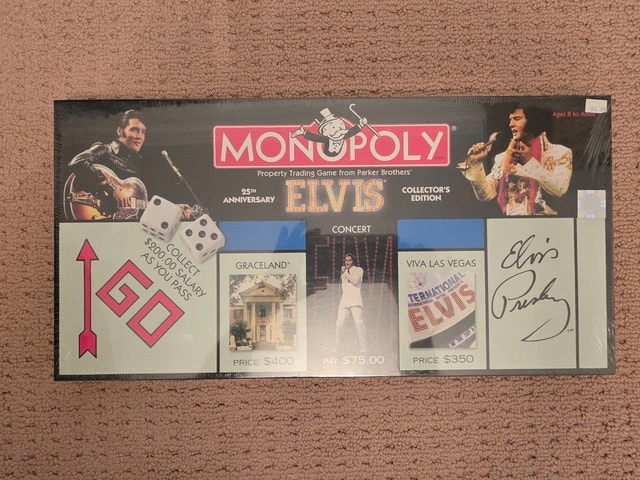 Ages 8 to Adult
MONOPOLY®
Property Trading Game from Parker Brothers®
25TH
ANNIVERSARY
ELVIS
COLLECTOR'S
EDITION
COLLECT
$200.00 SALARY
AS YOU PASS
GO
GRACELAND®
PRICE $400
CONCERT
ELVIS
PAY $75.00
VIVA LAS VEGAS
TERNATIONAL
ELVIS
PRICE $350
Elvis
Presley